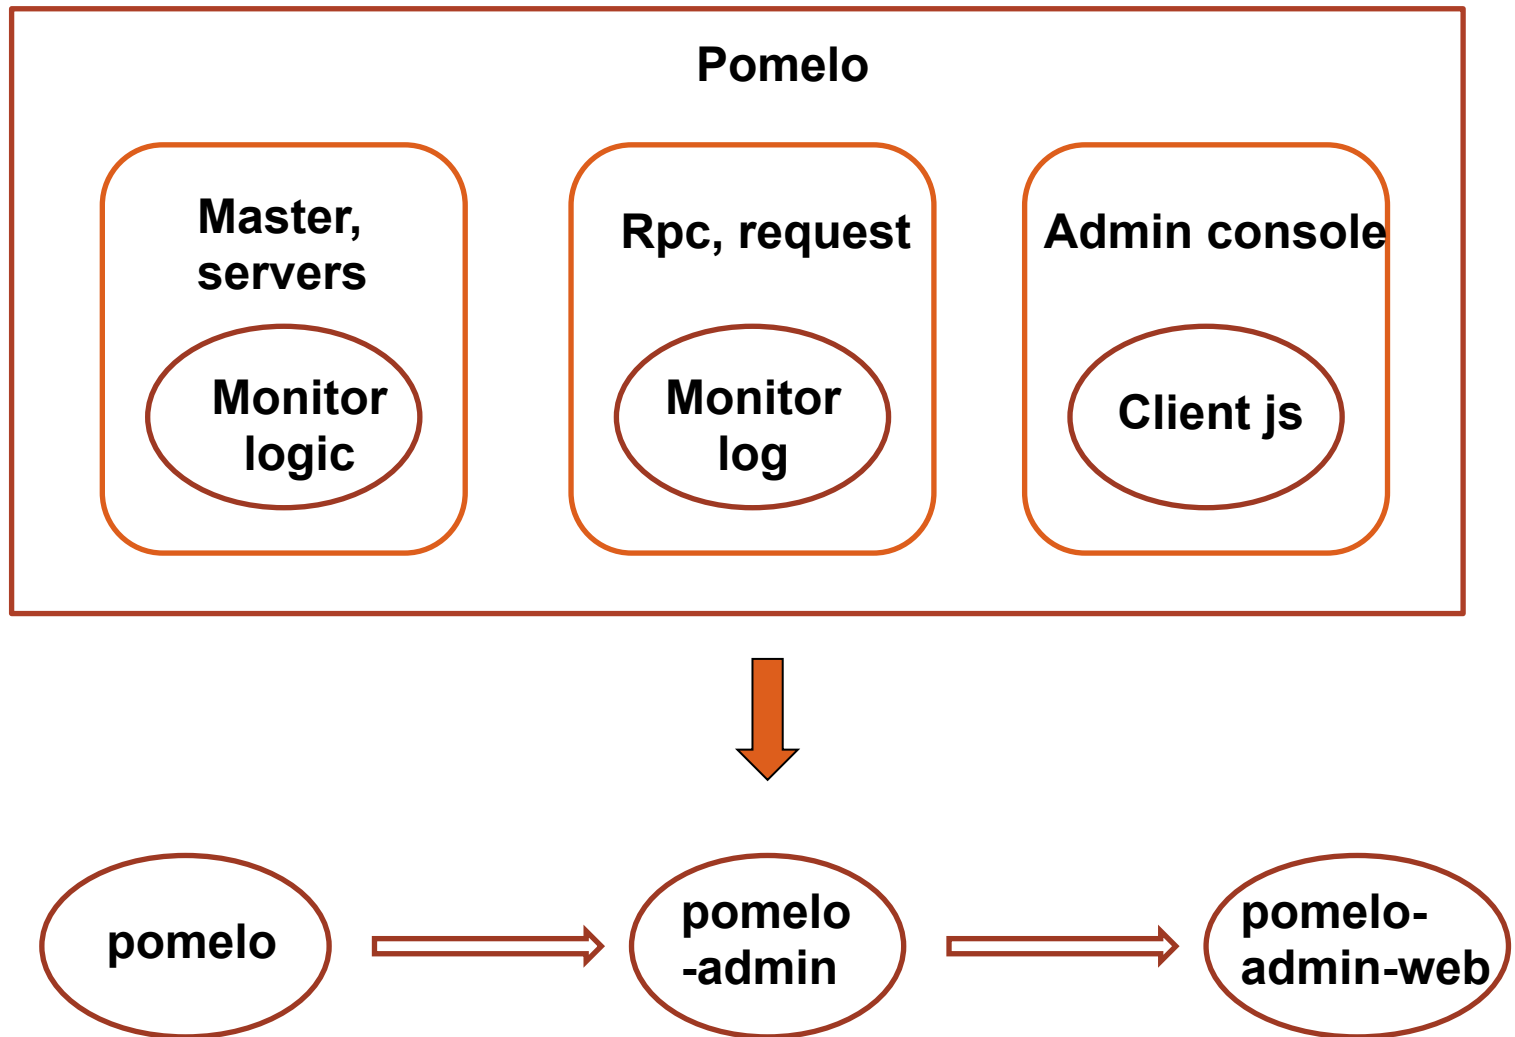 Pomelo
Master,
servers
Rpc, request
Admin console
Monitor
logic
Monitor
log
Client js
pomelo
pomelo
-admin
pomelo-
admin-web